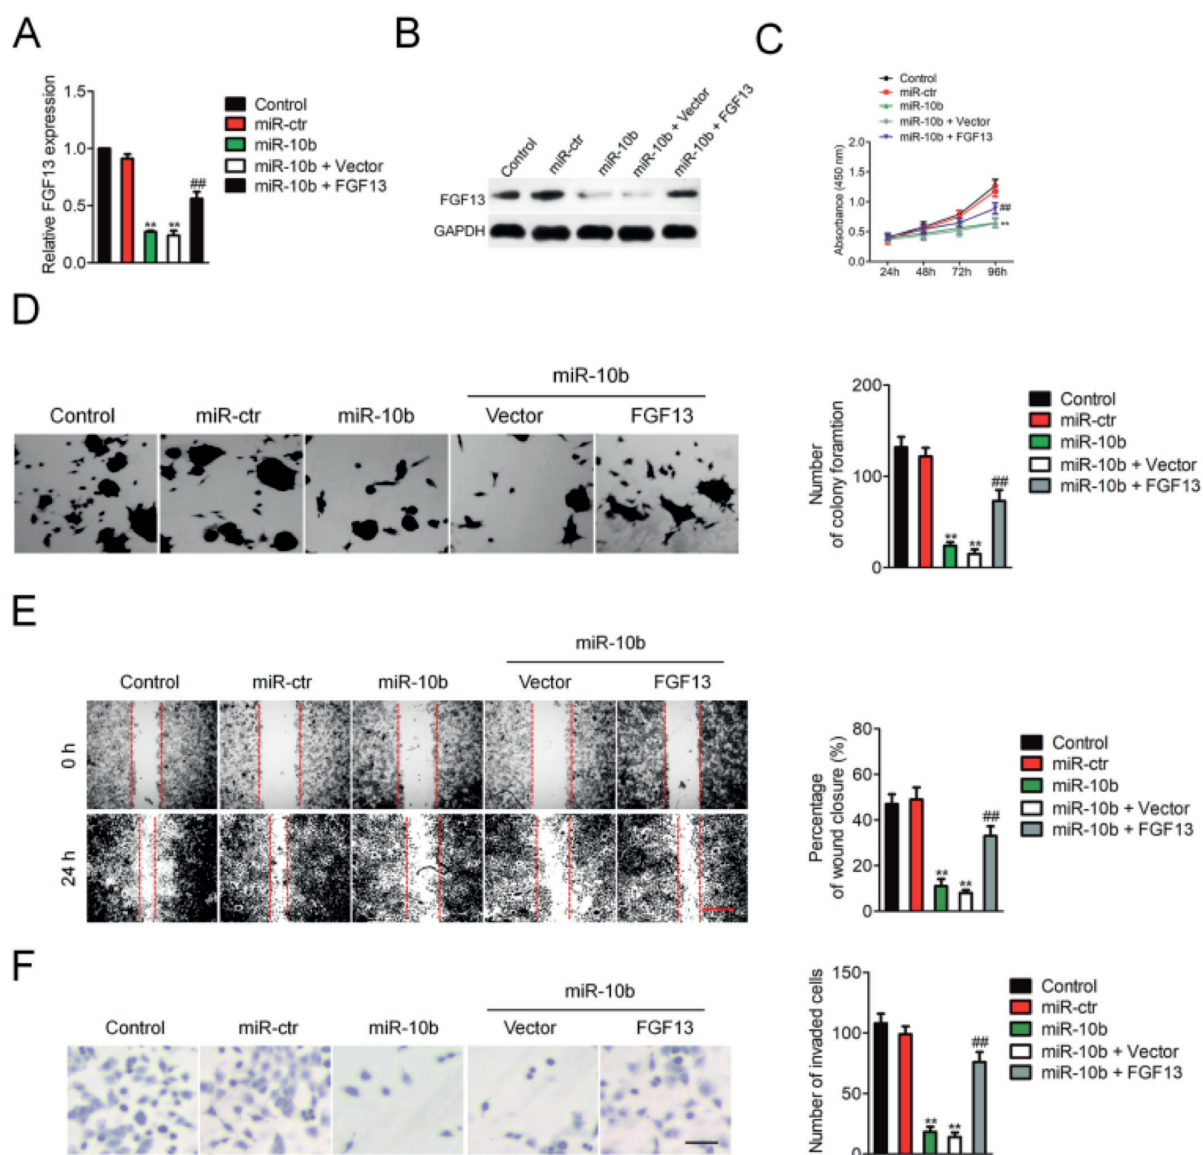 A
Relative FGF13 expression
1.5
1.0
0.5
0.0
**
**
##
Control
miR-ctr
miR-10b
miR-10b + Vector
miR-10b + FGF13
B
Control
miR-ctr
miR-10b
miR-10b + Vector
miR-10b + FGF13
FGF13
GAPDH
C
Control
miR-ctr
miR-10b
miR-10b + Vector
miR-10b + FGF13
Absorbance (450 nm)
2.0
1.5
1.0
0.5
0.0
##
**
24h 48h 72h 96h
D
miR-10b
Control miR-ctr miR-10b Vector FGF13
Number
of colony foramtion
200
100
0
**
**
##
Control
miR-ctr
miR-10b
miR-10b + Vector
miR-10b + FGF13
E
miR-10b
Control miR-ctr miR-10b Vector FGF13
0 h
24 h
Percentage
of wound closure (%)
80
60
40
20
0
**
**
##
Control
miR-ctr
miR-10b
miR-10b + Vector
miR-10b + FGF13
F
miR-10b
Control miR-ctr miR-10b Vector FGF13
Number of invaded cells
150
100
50
0
**
**
##
Control
miR-ctr
miR-10b
miR-10b + Vector
miR-10b + FGF13